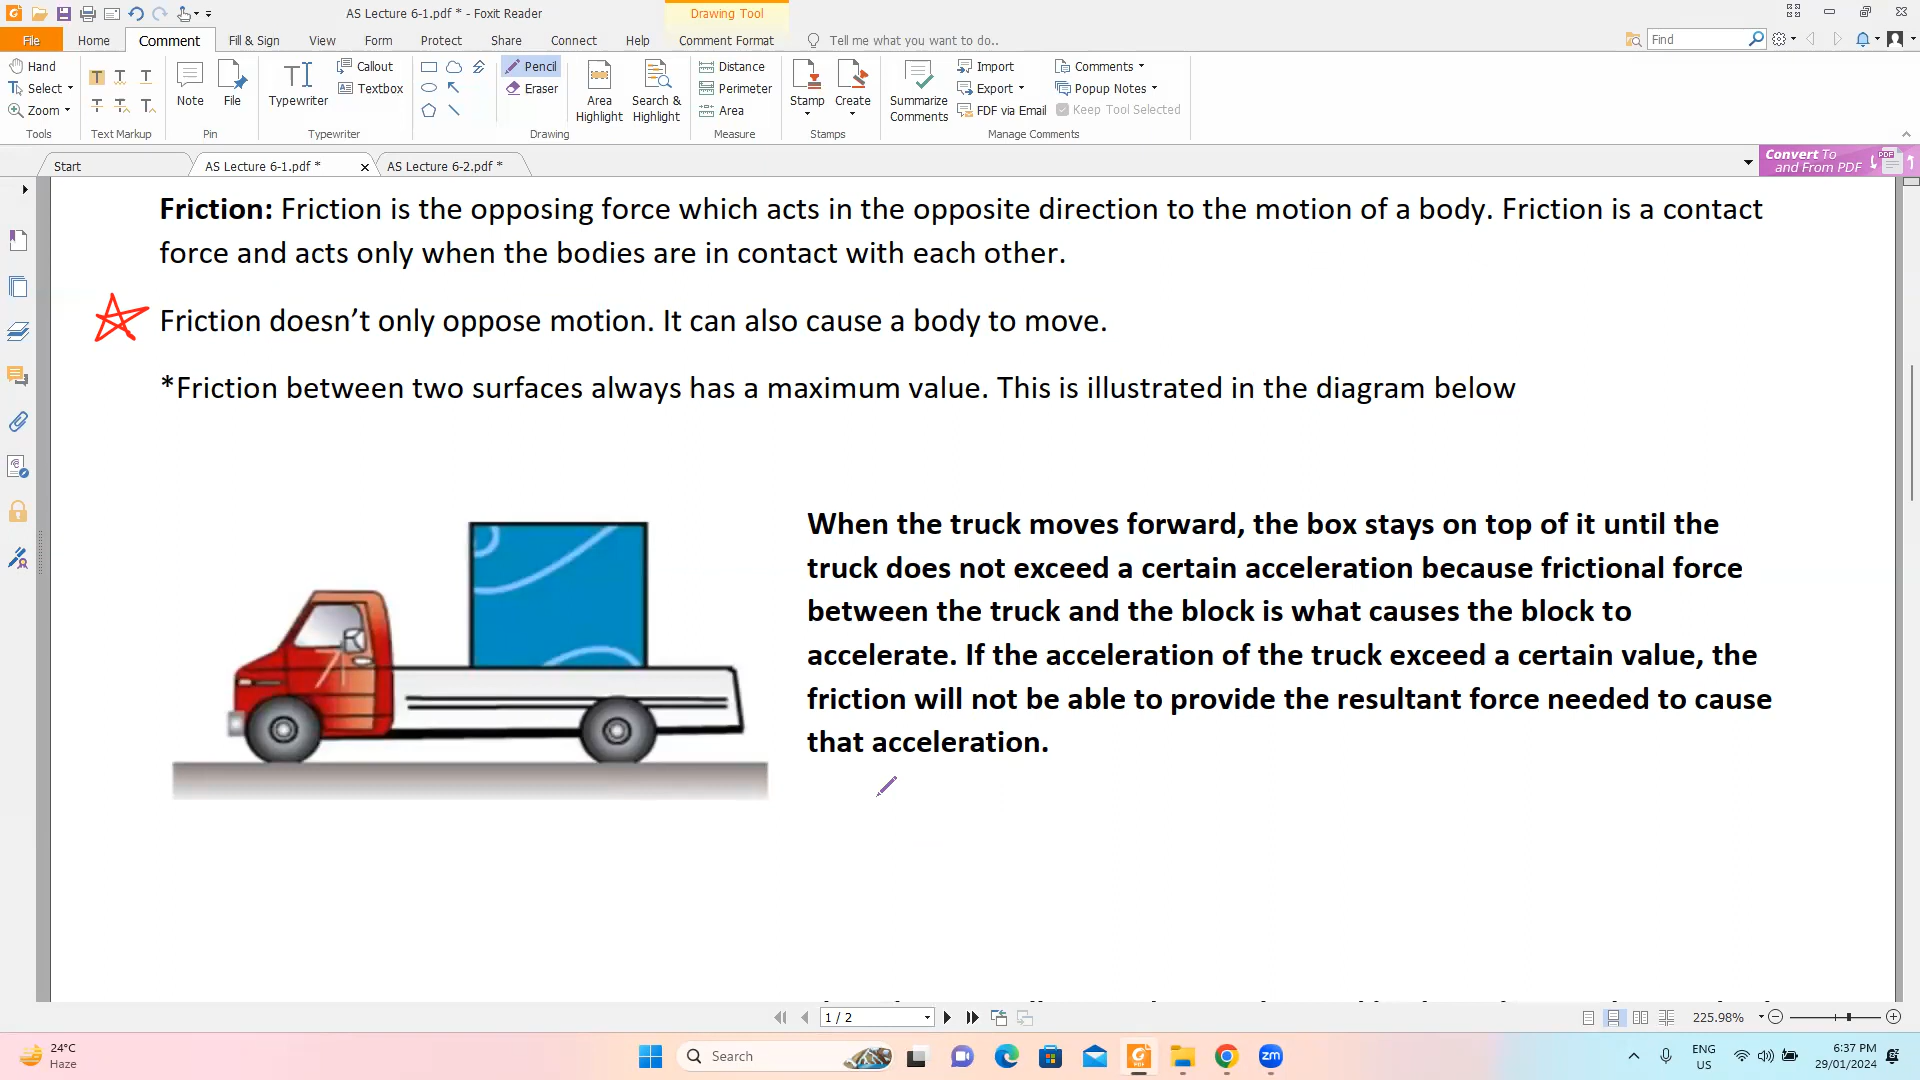 AS Lecture 6-1.pdf * - Foxit Reader
Drawing Tool
File Home Comment Fill & Sign View Form Protect Share Connect Help Comment Format Tell me what you want to do.. Find
Hand
Select
Zoom
Tools
Text Markup
Note
File
Pin
Typewriter
Callout
Textbox
Typewriter
Pencil
Eraser
Area
Highlight
Search &
Highlight
Drawing
Distance
Perimeter
Area
Measure
Stamp
Create
Stamps
Summarize
Comments
Import
Export
FDF via Email
Comments
Popup Notes
Keep Tool Selected
Manage Comments
Start
AS Lecture 6-1.pdf *
AS Lecture 6-2.pdf *
Convert To
and From PDF
Friction: Friction is the opposing force which acts in the opposite direction to the motion of a body. Friction is a contact
force and acts only when the bodies are in contact with each other.
Friction doesn’t only oppose motion. It can also cause a body to move.
*Friction between two surfaces always has a maximum value. This is illustrated in the diagram below
When the truck moves forward, the box stays on top of it until the
truck does not exceed a certain acceleration because frictional force
between the truck and the block is what causes the block to
accelerate. If the acceleration of the truck exceed a certain value, the
friction will not be able to provide the resultant force needed to cause
that acceleration.
1 / 2
225.98%
24°C
Haze
Search
zm
ENG
US
6:37 PM
29/01/2024